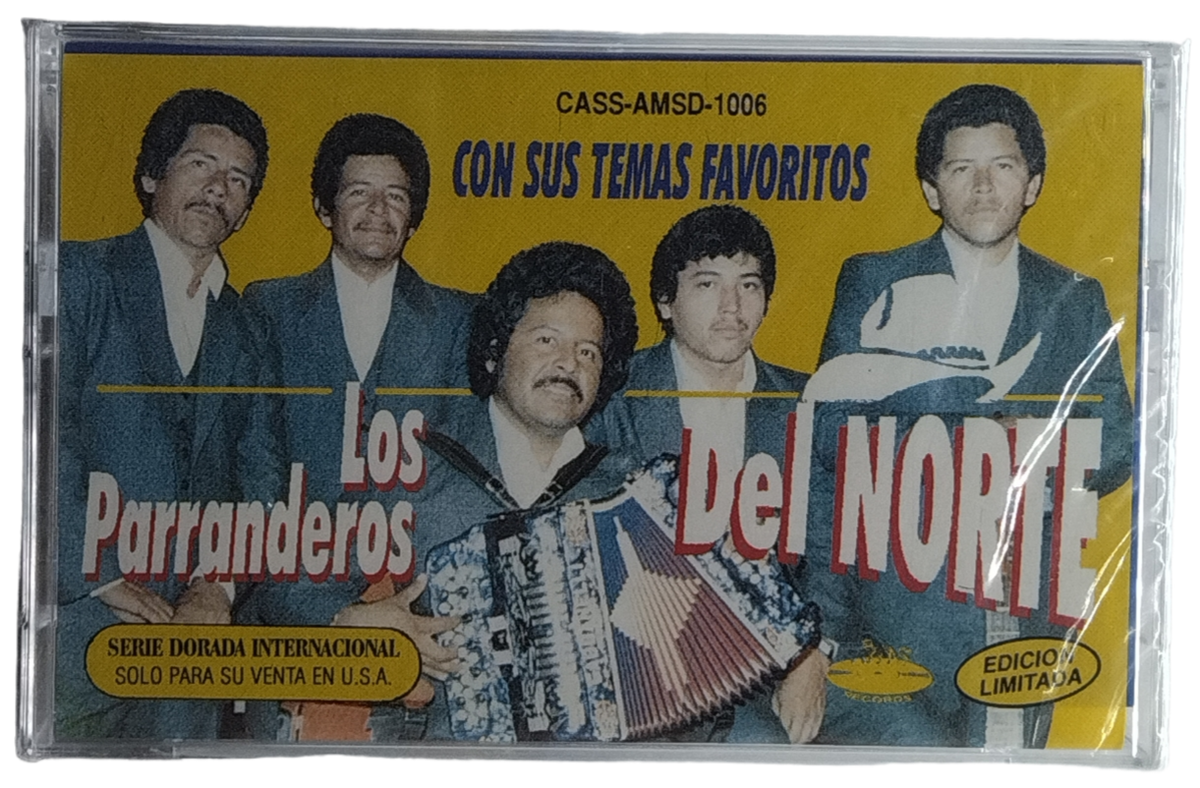 CASS-AMSD-1006
CON SUS TEMAS FAVORITOS
Los
Parranderos
Del NORTE
SERIE DORADA INTERNACIONAL
SOLO PARA SU VENTA EN U.S.A.
RECORDS
EDICION
LIMITADA